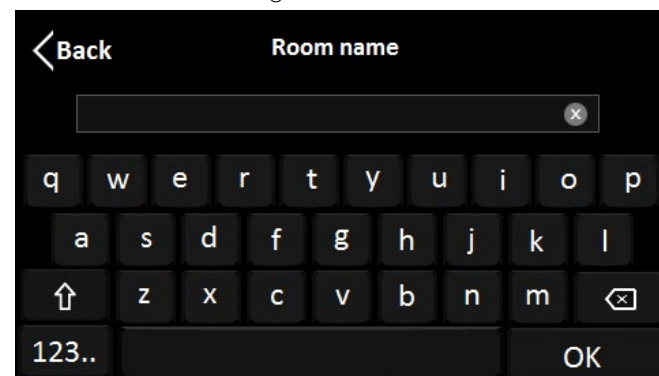 Back Room name
q w e r t y u i o p
a s d f g h j k l
z x c v b n m
123.. OK